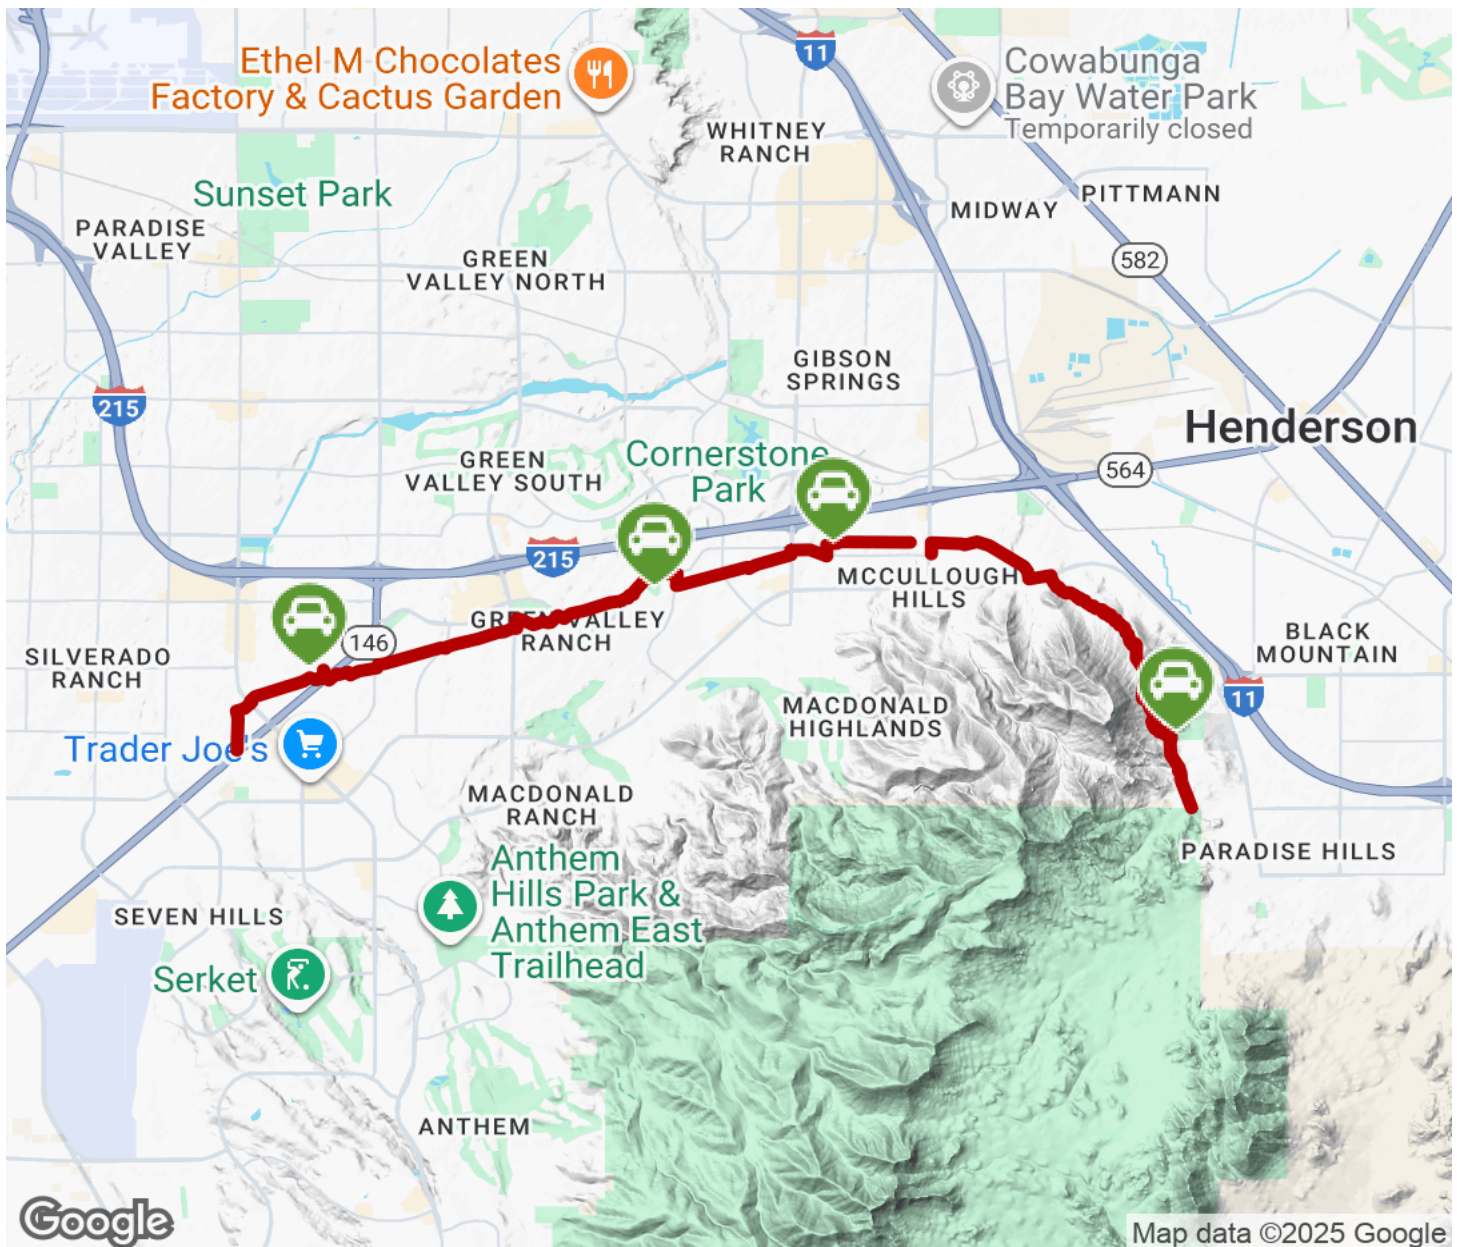 Ethel M Chocolates
Factory & Cactus Garden
11
Cowabunga
Bay Water Park
Temporarily closed
WHITNEY
RANCH
Sunset Park
PITTMANN
MIDWAY
PARADISE
VALLEY
GREEN
VALLEY NORTH
582
GIBSON
SPRINGS
215
Henderson
Cornerstone
Park
GREEN
VALLEY SOUTH
564
215
MCCULLOUGH
HILLS
GREEN VALLEY
RANCH
146
BLACK
MOUNTAIN
SILVERADO
RANCH
11
MACDONALD
HIGHLANDS
Trader Joe's
MACDONALD
RANCH
PARADISE HILLS
Anthem
Hills Park &
Anthem East
Trailhead
SEVEN HILLS
Serket
ANTHEM
Google
Map data ©2025 Google